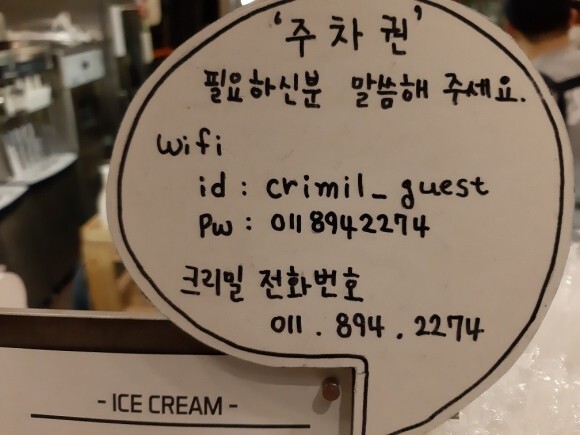 '주차권'
필요하신분 말씀해 주세요.
wifi
id : crimil_guest
Pw : 0118942274
크리밀 전화번호
011 . 894 . 2274
- ICE CREAM -